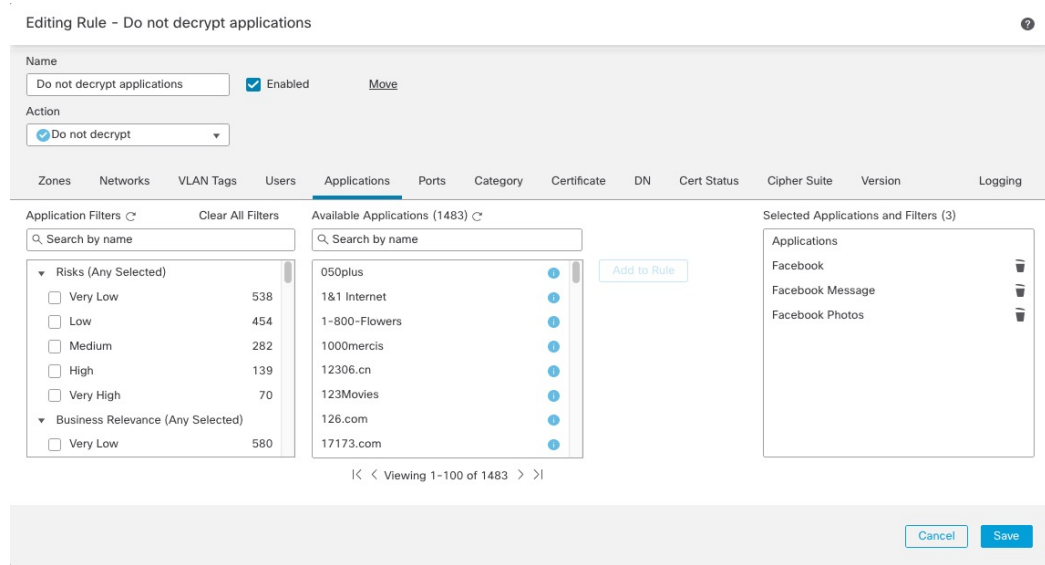 Editing Rule - Do not decrypt applications
Name
Do not decrypt applications
Enabled
Move
Action
Do not decrypt
Zones Networks VLAN Tags Users Applications Ports Category Certificate DN Cert Status Cipher Suite Version Logging
Application Filters
Clear All Filters
Search by name
Risks (Any Selected)
Very Low 538
Low 454
Medium 282
High 139
Very High 70
Business Relevance (Any Selected)
Very Low 580
Available Applications (1483)
Search by name
050plus
1&1 Internet
1-800-Flowers
1000mercis
12306.cn
123Movies
126.com
17173.com
Viewing 1-100 of 1483
Add to Rule
Selected Applications and Filters (3)
Applications
Facebook
Facebook Message
Facebook Photos
Cancel
Save